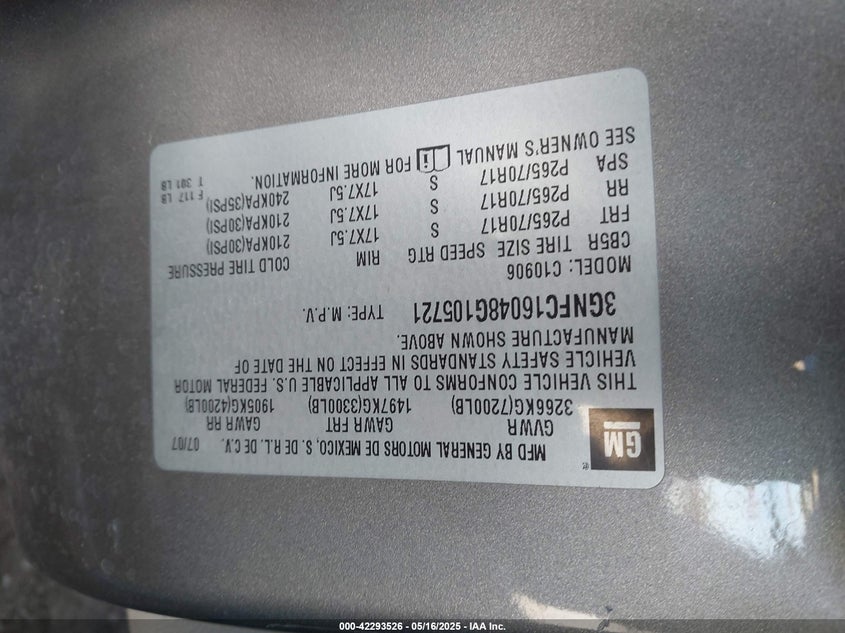 GM
MFD BY GENERAL MOTORS DE MEXICO, S. DE R.L. DE C.V. 07/07
GVWR GAWR FRT GAWR RR
3266KG(7200LB) 1497KG(3300LB) 1905KG(4200LB)
THIS VEHICLE CONFORMS TO ALL APPLICABLE U.S. FEDERAL MOTOR
VEHICLE SAFETY STANDARDS IN EFFECT ON THE DATE OF
MANUFACTURE SHOWN ABOVE.
3GNFC16048G105721 TYPE: M.P.V.
MODEL: C10906
CB5R TIRE SIZE SPEED RTG RIM COLD TIRE PRESSURE
FRT P265/70R17 S 17X7.5J 210KPA(30PSI)
RR P265/70R17 S 17X7.5J 210KPA(30PSI)
SPA P265/70R17 S 17X7.5J 240KPA(35PSI)
SEE OWNER'S MANUAL FOR MORE INFORMATION.
F 117 LB
T 381 LB
000-42293526 - 05/16/2025 - IAA Inc.